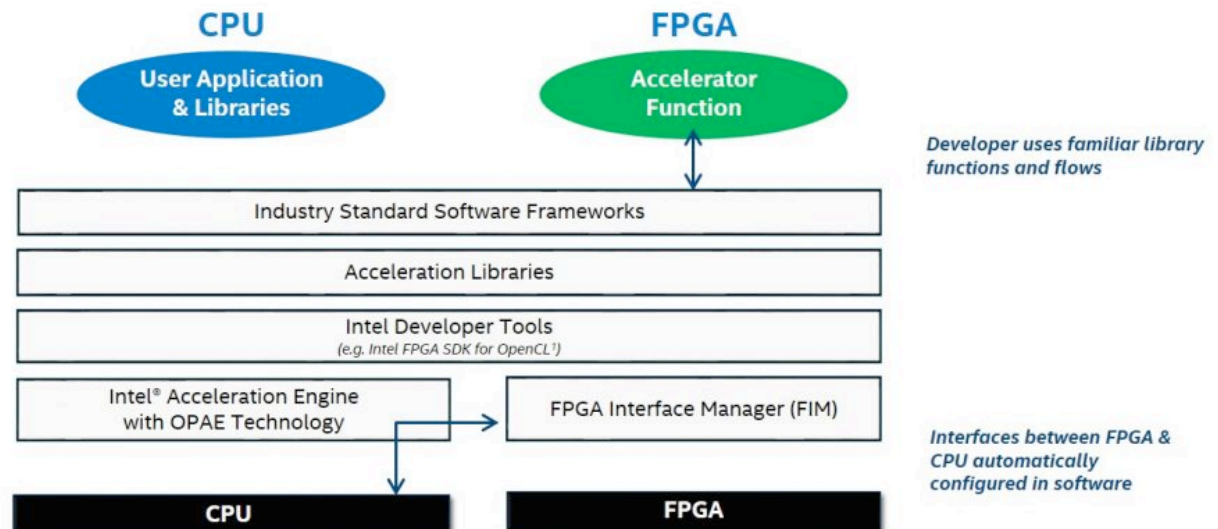 CPU
FPGA
User Application
& Libraries
Accelerator
Function
Developer uses familiar library
functions and flows
Industry Standard Software Frameworks
Acceleration Libraries
Intel Developer Tools
(e.g. Intel FPGA SDK for OpenCL¹)
Intel® Acceleration Engine
with OPAE Technology
FPGA Interface Manager (FIM)
Interfaces between FPGA &
CPU automatically
configured in software
CPU
FPGA